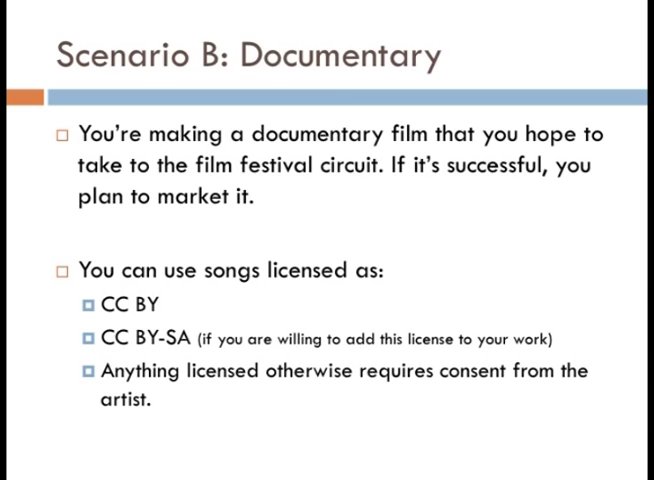 Scenario B: Documentary
You're making a documentary film that you hope to
take to the film festival circuit. If it's successful, you
plan to market it.
You can use songs licensed as:
CC BY
CC BY-SA (if you are willing to add this license to your work)
Anything licensed otherwise requires consent from the
artist.